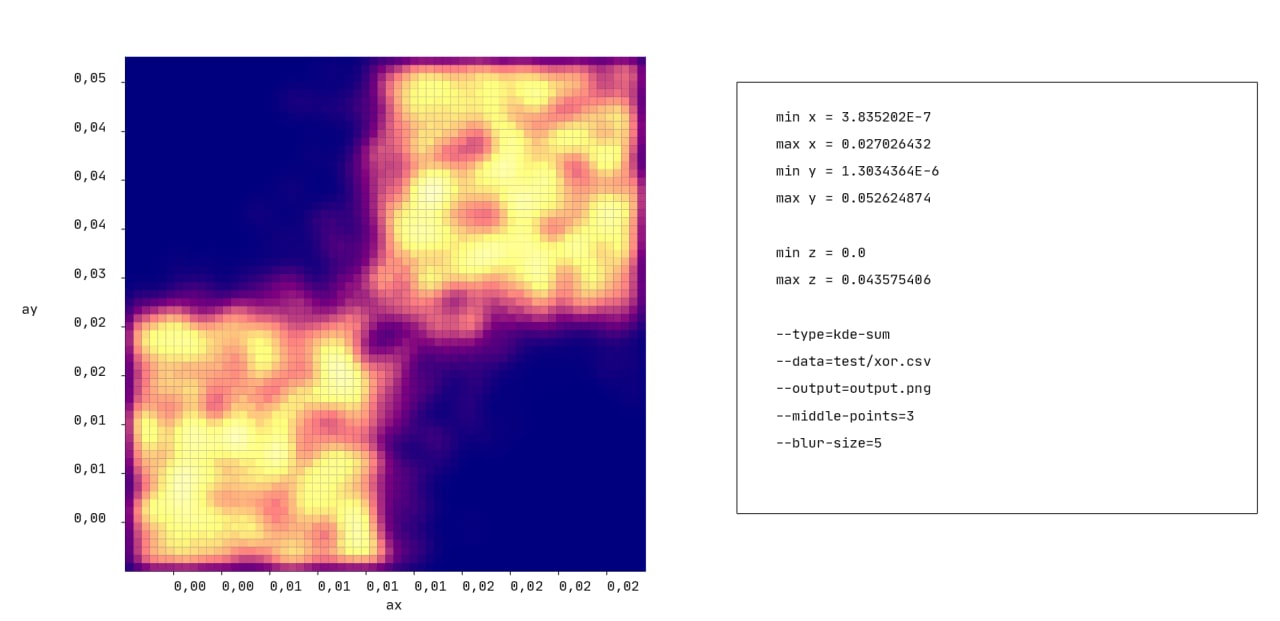 0,05
0,04
0,04
0,04
0,03
ay
0,02
0,02
0,01
0,01
0,00
0,00 0,00 0,01 0,01 0,01 0,01 0,02 0,02 0,02 0,02
ax
min x = 3.835202E-7
max x = 0.027026432
min y = 1.3034364E-6
max y = 0.052624874
min z = 0.0
max z = 0.043575406
--type=kde-sum
--data=test/xor.csv
--output=output.png
--middle-points=3
--blur-size=5